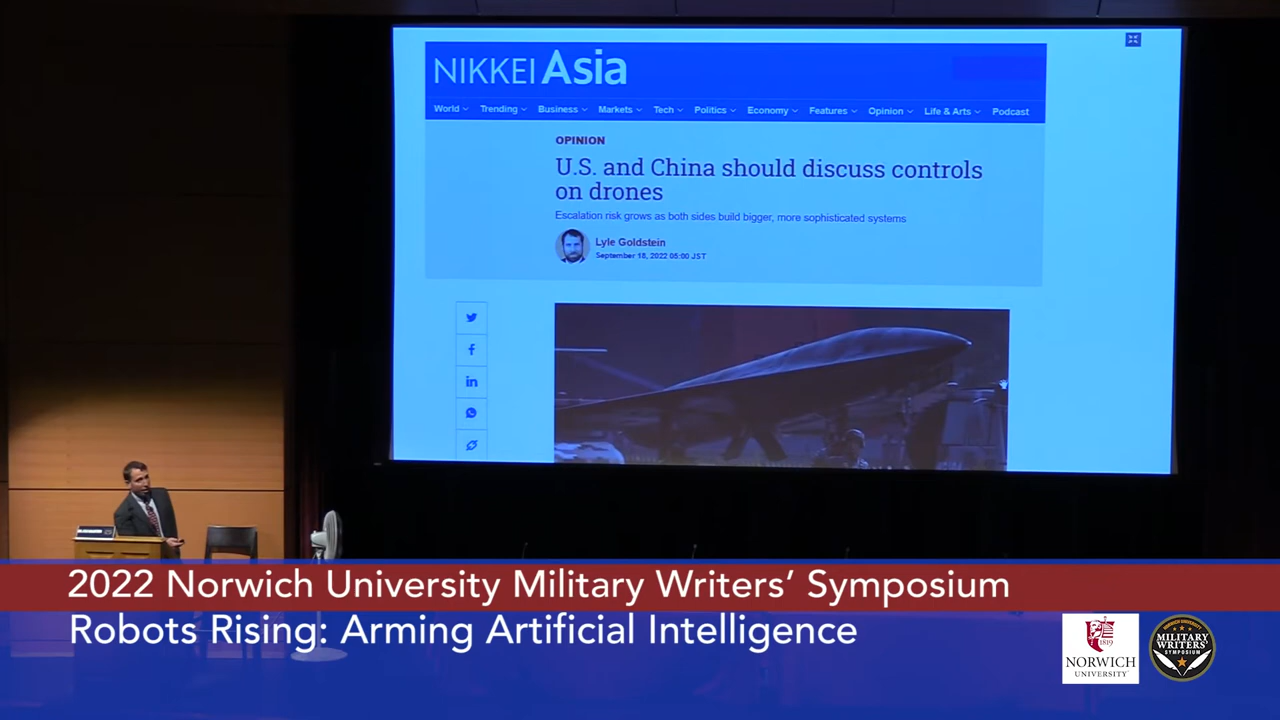 NIKKEI Asia
World Trending Business Markets Tech Politics Economy Features Opinion Life & Arts Podcast
OPINION
U.S. and China should discuss controls
on drones
Escalation risk grows as both sides build bigger, more sophisticated systems
Lyle Goldstein
September 18, 2022 05:00 JST
2022 Norwich University Military Writers’ Symposium
Robots Rising: Arming Artificial Intelligence
1819
NORWICH
UNIVERSITY
NORWICH UNIVERSITY
MILITARY
WRITERS'
SYMPOSIUM